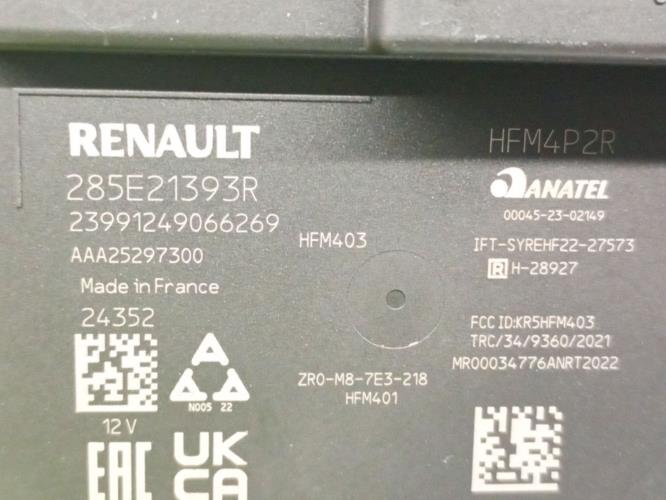 RENAULT
285E21393R
23991249066269
AAA25297300
Made in France
24352
12 V
N005 22
EAC
UK
CA
HFM403
ZR0-M8-7E3-218
HFM401
HFM4P2R
ANATEL
00045-23-02149
IFT-SYREHF22-27573
R H-28927
FCC ID:KR5HFM403
TRC/34/9360/2021
MR00034776ANRT2022